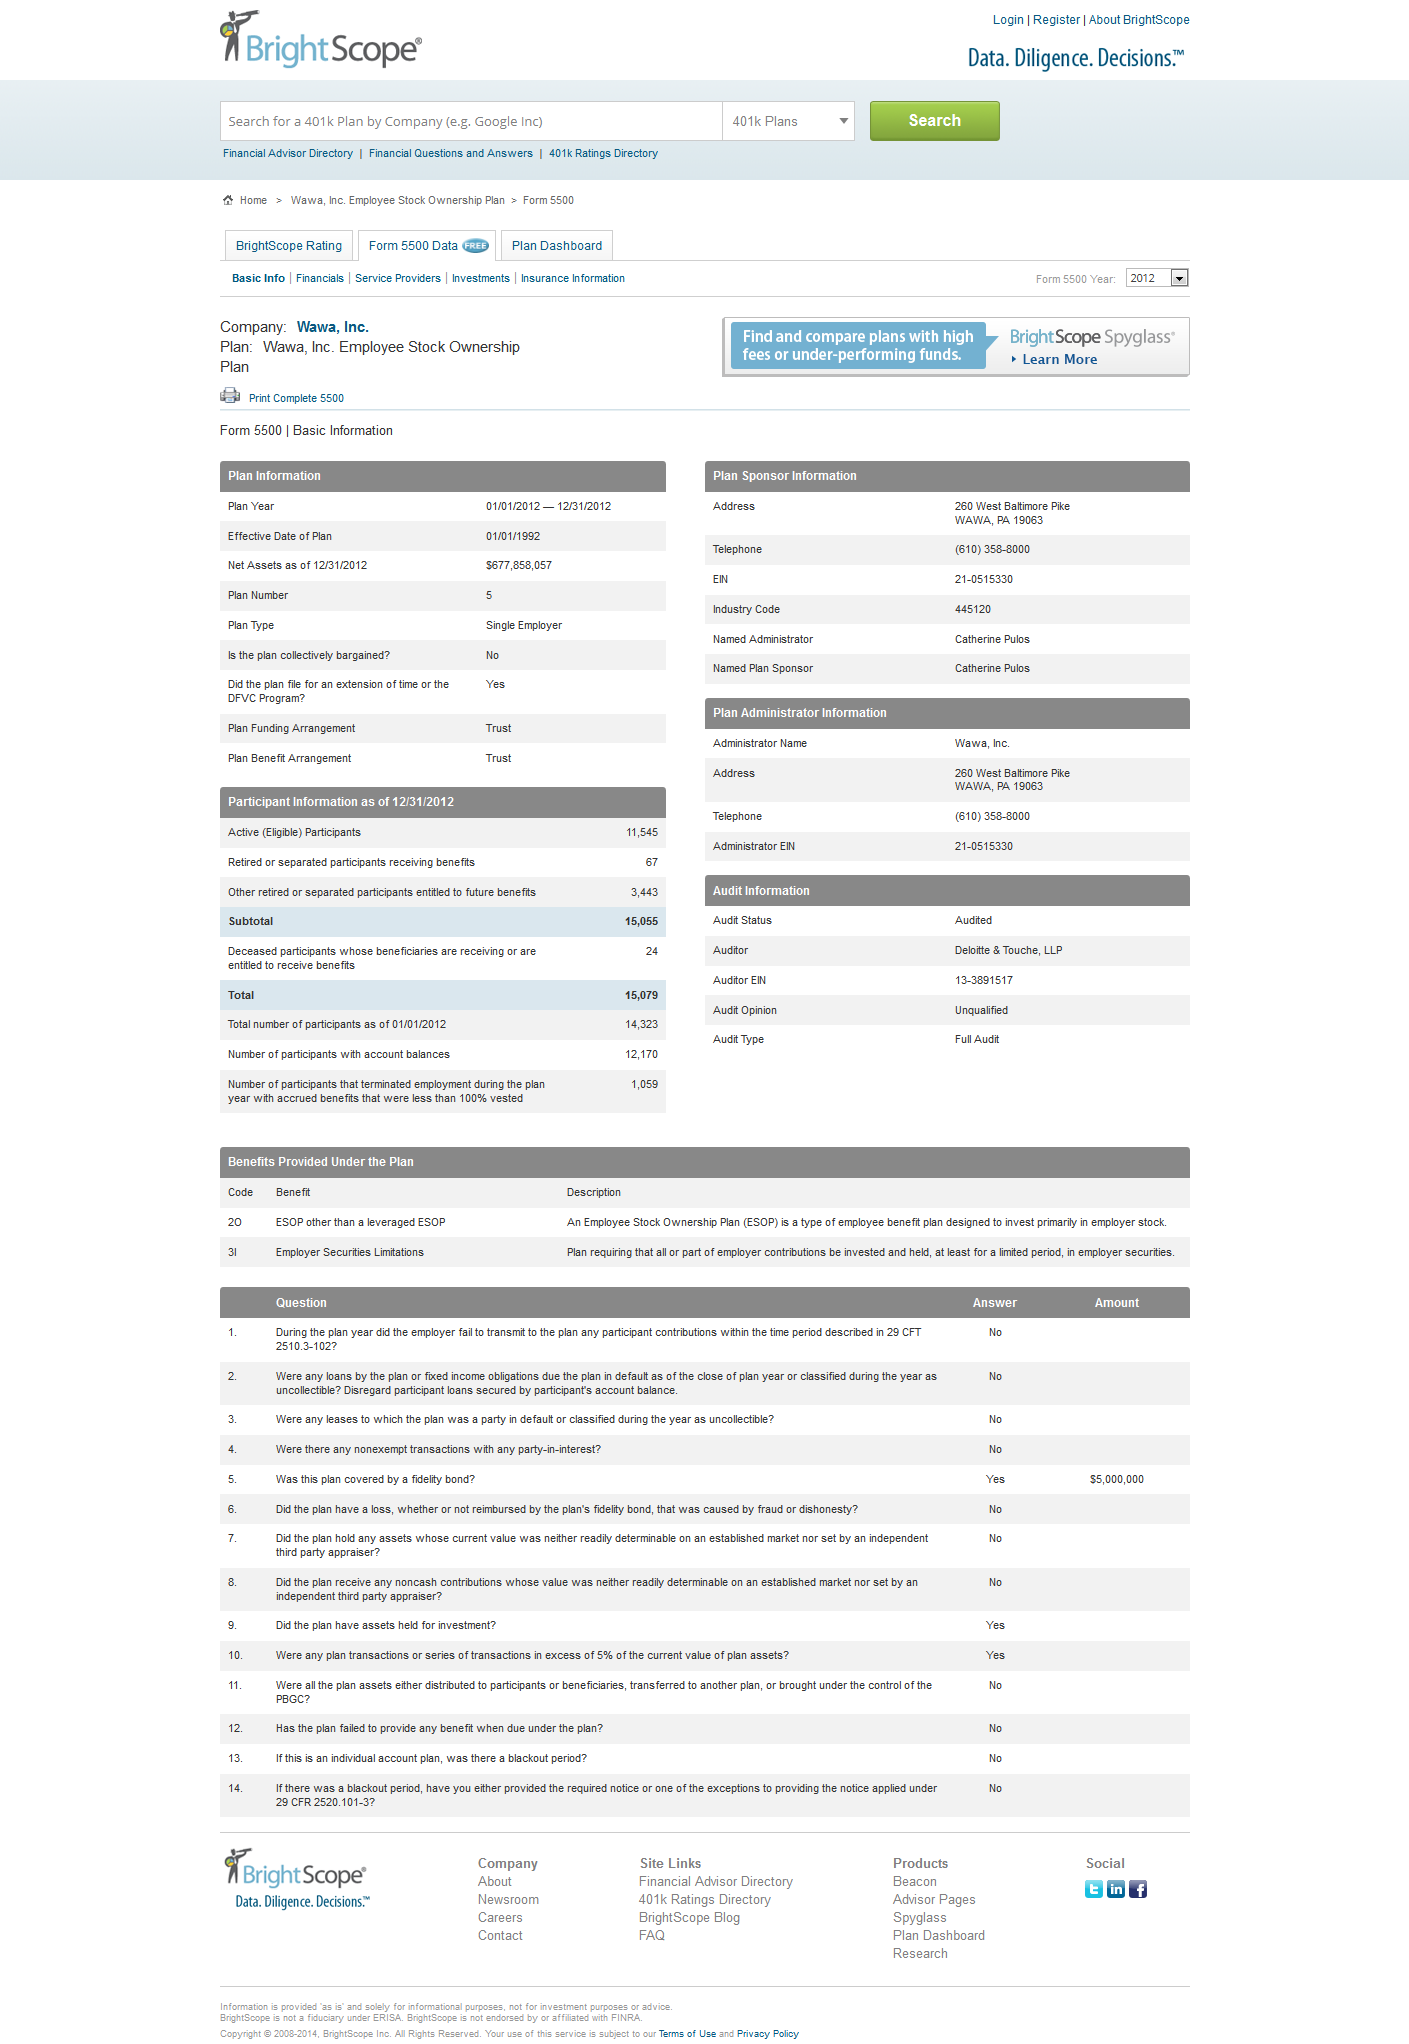 BrightScope®
Login | Register | About BrightScope
Data. Diligence. Decisions.™
Search for a 401k Plan by Company (e.g. Google Inc)
401k Plans
Search
Financial Advisor Directory | Financial Questions and Answers | 401k Ratings Directory
Home > Wawa, Inc. Employee Stock Ownership Plan > Form 5500
BrightScope Rating
Form 5500 Data FREE
Plan Dashboard
Basic Info | Financials | Service Providers | Investments | Insurance Information
Form 5500 Year: 2012
Company: Wawa, Inc.
Plan: Wawa, Inc. Employee Stock Ownership
Plan
Find and compare plans with high
fees or under-performing funds.
BrightScope Spyglass®
Learn More
Print Complete 5500
Form 5500 | Basic Information
Plan Information
Plan Year 01/01/2012 — 12/31/2012
Effective Date of Plan 01/01/1992
Net Assets as of 12/31/2012 $677,858,057
Plan Number 5
Plan Type Single Employer
Is the plan collectively bargained? No
Did the plan file for an extension of time or the Yes
DFVC Program?
Plan Funding Arrangement Trust
Plan Benefit Arrangement Trust
Participant Information as of 12/31/2012
Active (Eligible) Participants 11,545
Retired or separated participants receiving benefits 67
Other retired or separated participants entitled to future benefits 3,443
Subtotal 15,055
Deceased participants whose beneficiaries are receiving or are 24
entitled to receive benefits
Total 15,079
Total number of participants as of 01/01/2012 14,323
Number of participants with account balances 12,170
Number of participants that terminated employment during the plan 1,059
year with accrued benefits that were less than 100% vested
Plan Sponsor Information
Address 260 West Baltimore Pike
WAWA, PA 19063
Telephone (610) 358-8000
EIN 21-0515330
Industry Code 445120
Named Administrator Catherine Pulos
Named Plan Sponsor Catherine Pulos
Plan Administrator Information
Administrator Name Wawa, Inc.
Address 260 West Baltimore Pike
WAWA, PA 19063
Telephone (610) 358-8000
Administrator EIN 21-0515330
Audit Information
Audit Status Audited
Auditor Deloitte & Touche, LLP
Auditor EIN 13-3891517
Audit Opinion Unqualified
Audit Type Full Audit
Benefits Provided Under the Plan
Code Benefit Description
2O ESOP other than a leveraged ESOP An Employee Stock Ownership Plan (ESOP) is a type of employee benefit plan designed to invest primarily in employer stock.
3I Employer Securities Limitations Plan requiring that all or part of employer contributions be invested and held, at least for a limited period, in employer securities.
Question Answer Amount
1. During the plan year did the employer fail to transmit to the plan any participant contributions within the time period described in 29 CFT No
2510.3-102?
2. Were any loans by the plan or fixed income obligations due the plan in default as of the close of plan year or classified during the year as No
uncollectible? Disregard participant loans secured by participant's account balance.
3. Were any leases to which the plan was a party in default or classified during the year as uncollectible? No
4. Were there any nonexempt transactions with any party-in-interest? No
5. Was this plan covered by a fidelity bond? Yes $5,000,000
6. Did the plan have a loss, whether or not reimbursed by the plan's fidelity bond, that was caused by fraud or dishonesty? No
7. Did the plan hold any assets whose current value was neither readily determinable on an established market nor set by an independent No
third party appraiser?
8. Did the plan receive any noncash contributions whose value was neither readily determinable on an established market nor set by an No
independent third party appraiser?
9. Did the plan have assets held for investment? Yes
10. Were any plan transactions or series of transactions in excess of 5% of the current value of plan assets? Yes
11. Were all the plan assets either distributed to participants or beneficiaries, transferred to another plan, or brought under the control of the No
PBGC?
12. Has the plan failed to provide any benefit when due under the plan? No
13. If this is an individual account plan, was there a blackout period? No
14. If there was a blackout period, have you either provided the required notice or one of the exceptions to providing the notice applied under No
29 CFR 2520.101-3?
BrightScope®
Data. Diligence. Decisions.™
Company
About
Newsroom
Careers
Contact
Site Links
Financial Advisor Directory
401k Ratings Directory
BrightScope Blog
FAQ
Products
Beacon
Advisor Pages
Spyglass
Plan Dashboard
Research
Social
Information is provided 'as is' and solely for informational purposes, not for investment purposes or advice.
BrightScope is not a fiduciary under ERISA. BrightScope is not endorsed by or affiliated with FINRA.
Copyright © 2008-2014, BrightScope Inc. All Rights Reserved. Your use of this service is subject to our Terms of Use and Privacy Policy